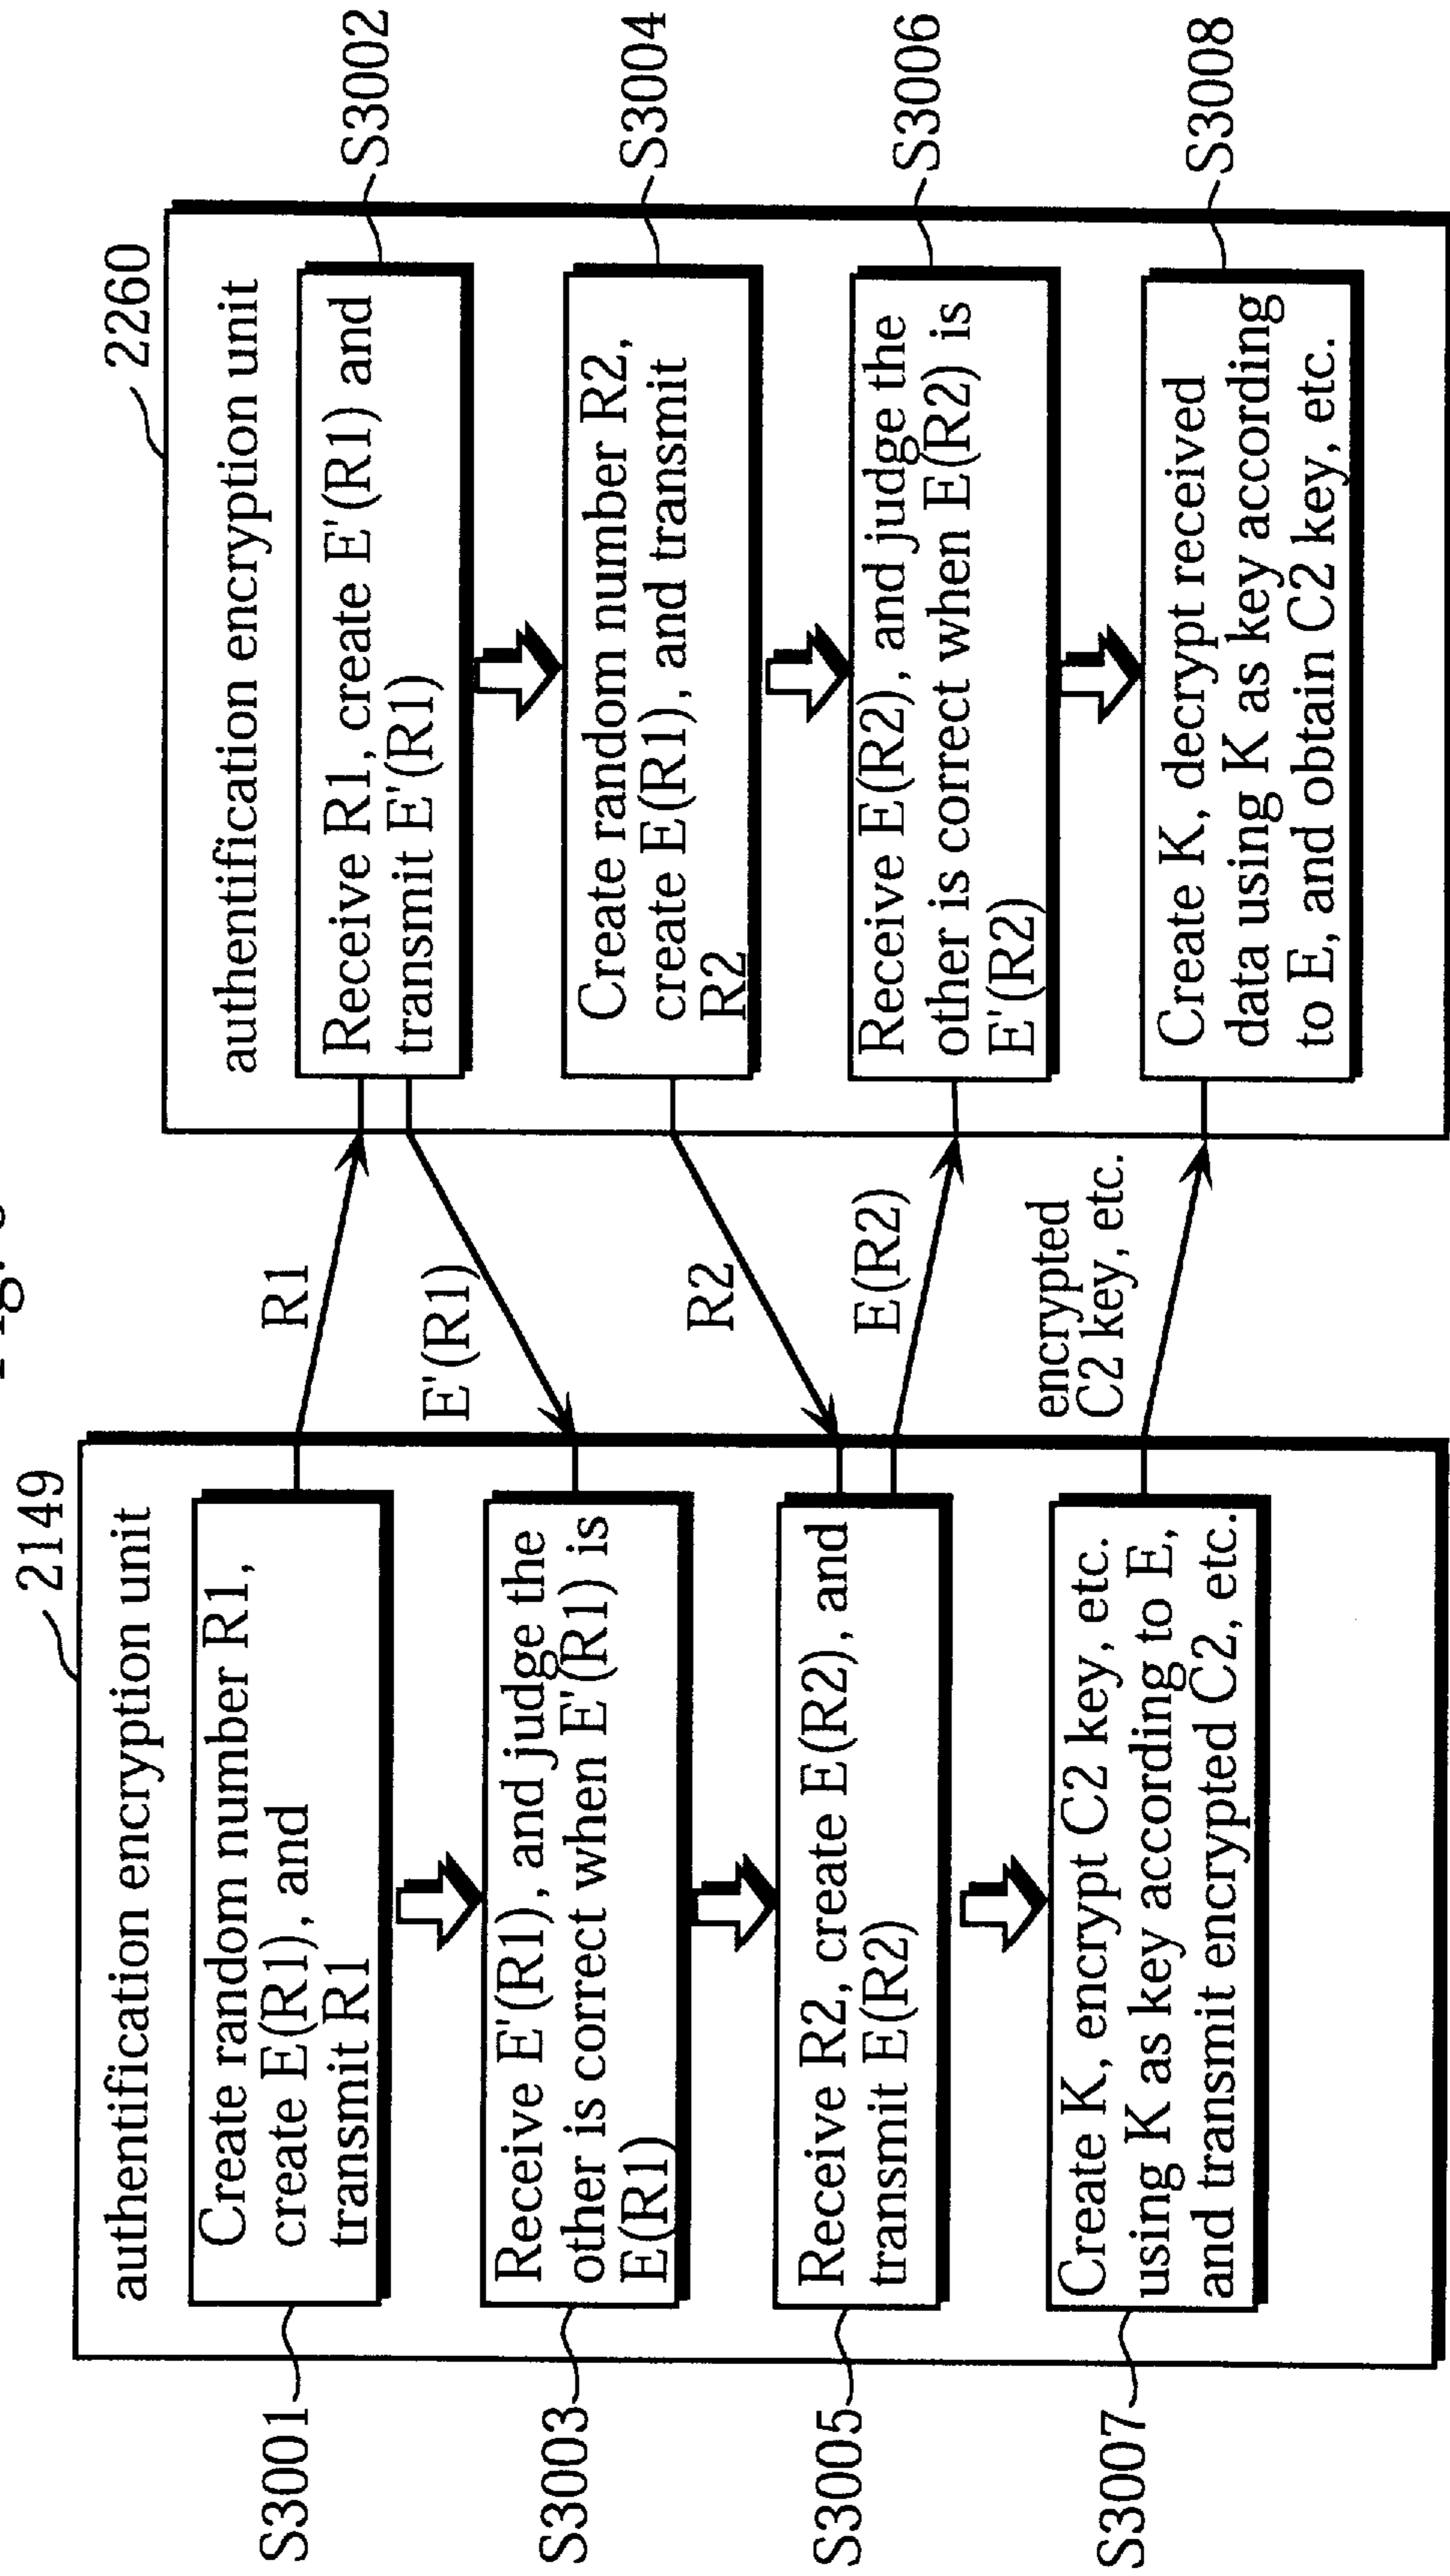 2149
authentification encryption unit
S3001
Create random number R1,
create E(R1), and
transmit R1
S3003
Receive E'(R1), and judge the
other is correct when E'(R1) is
E(R1)
S3005
Receive R2, create E(R2), and
transmit E(R2)
S3007
Create K, encrypt C2 key, etc.
using K as key according to E,
and transmit encrypted C2, etc.
R1
E'(R1)
R2
E(R2)
encrypted
C2 key, etc.
2260
authentification encryption unit
S3002
Receive R1, create E'(R1) and
transmit E'(R1)
S3004
Create random number R2,
create E(R1), and transmit
R2
S3006
Receive E(R2), and judge the
other is correct when E(R2) is
E'(R2)
S3008
Create K, decrypt received
data using K as key according
to E, and obtain C2 key, etc.